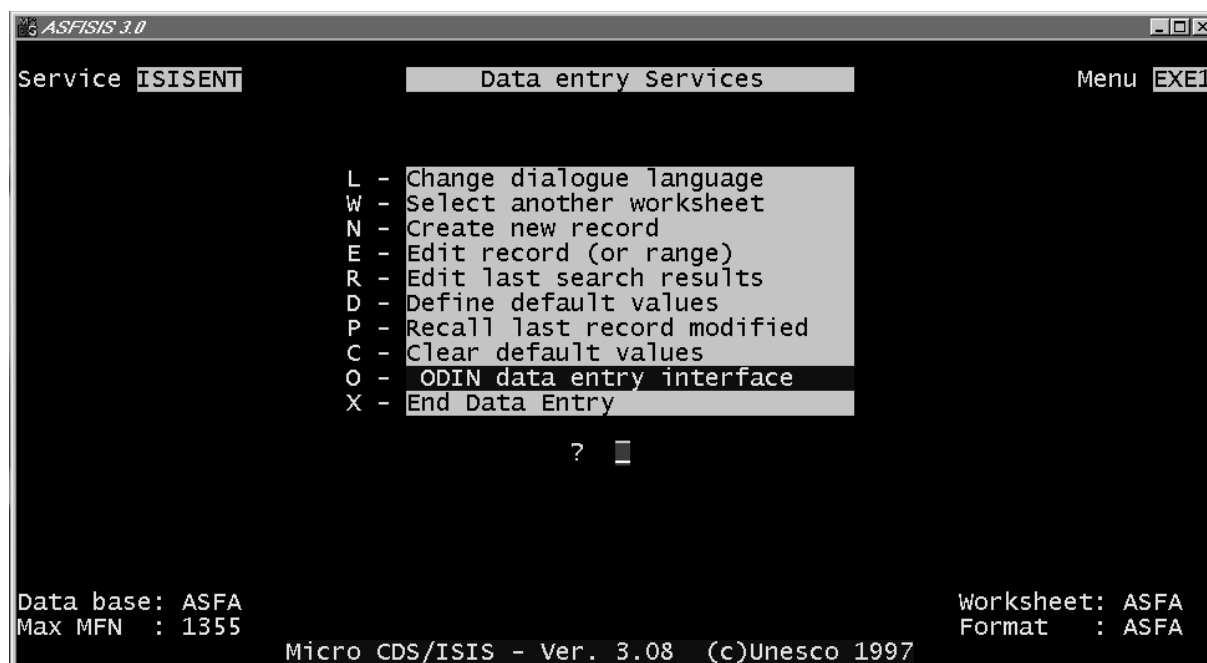 ASFISIS 3.0
Service ISISENT Data entry Services Menu EXE1
L - Change dialogue language
W - Select another worksheet
N - Create new record
E - Edit record (or range)
R - Edit last search results
D - Define default values
P - Recall last record modified
C - Clear default values
O - ODIN data entry interface
X - End Data Entry
? _
Data base: ASFA Worksheet: ASFA
Max MFN : 1355 Format : ASFA
Micro CDS/ISIS - Ver. 3.08 (c)Unesco 1997